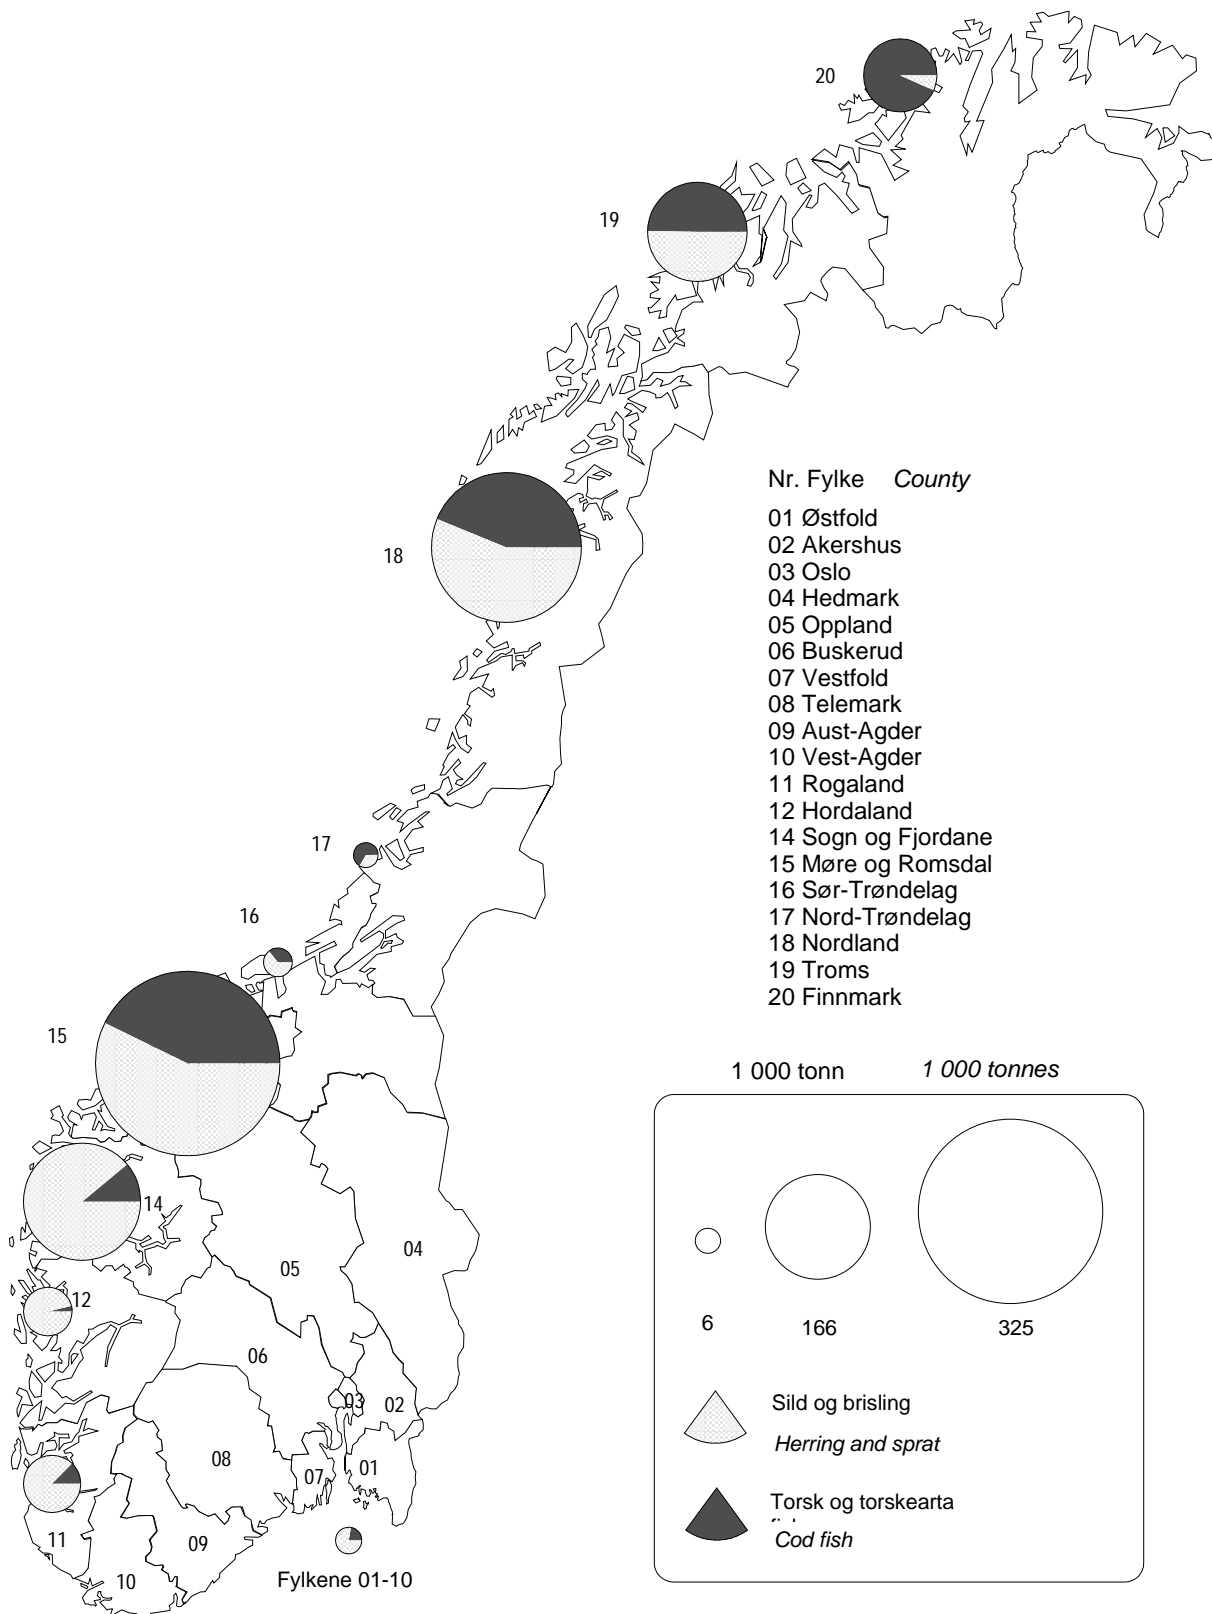 20
19
18
Nr. Fylke County
01 Østfold
02 Akershus
03 Oslo
04 Hedmark
05 Oppland
06 Buskerud
07 Vestfold
08 Telemark
09 Aust-Agder
10 Vest-Agder
11 Rogaland
12 Hordaland
14 Sogn og Fjordane
15 Møre og Romsdal
16 Sør-Trøndelag
17 Nord-Trøndelag
18 Nordland
19 Troms
20 Finnmark
17
16
15
14
12
04
05
06
03
02
08
07
01
11
09
10
Fylkene 01-10
1 000 tonn 1 000 tonnes
6 166 325
Sild og brisling
Herring and sprat
Torsk og torskearta
Cod fish